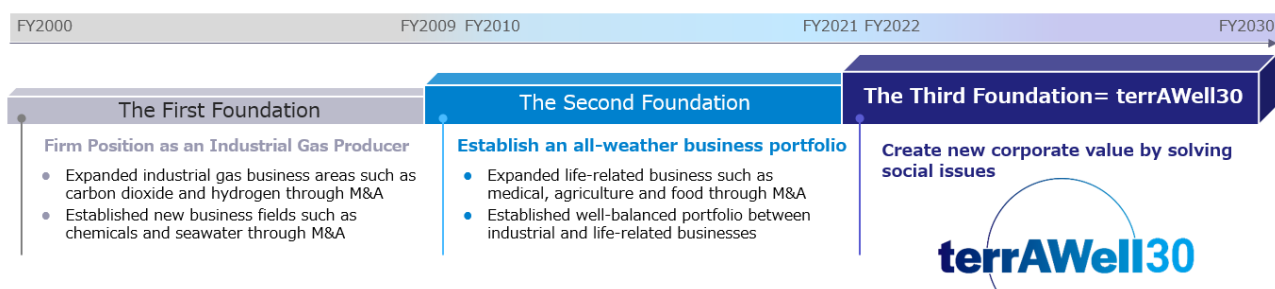 FY2000 FY2009 FY2010 FY2021 FY2022 FY2030
The First Foundation
Firm Position as an Industrial Gas Producer
● Expanded industrial gas business areas such as
carbon dioxide and hydrogen through M&A
● Established new business fields such as
chemicals and seawater through M&A
The Second Foundation
Establish an all-weather business portfolio
● Expanded life-related business such as
medical, agriculture and food through M&A
● Established well-balanced portfolio between
industrial and life-related businesses
The Third Foundation= terrAWell30
Create new corporate value by solving
social issues
terrAWell30